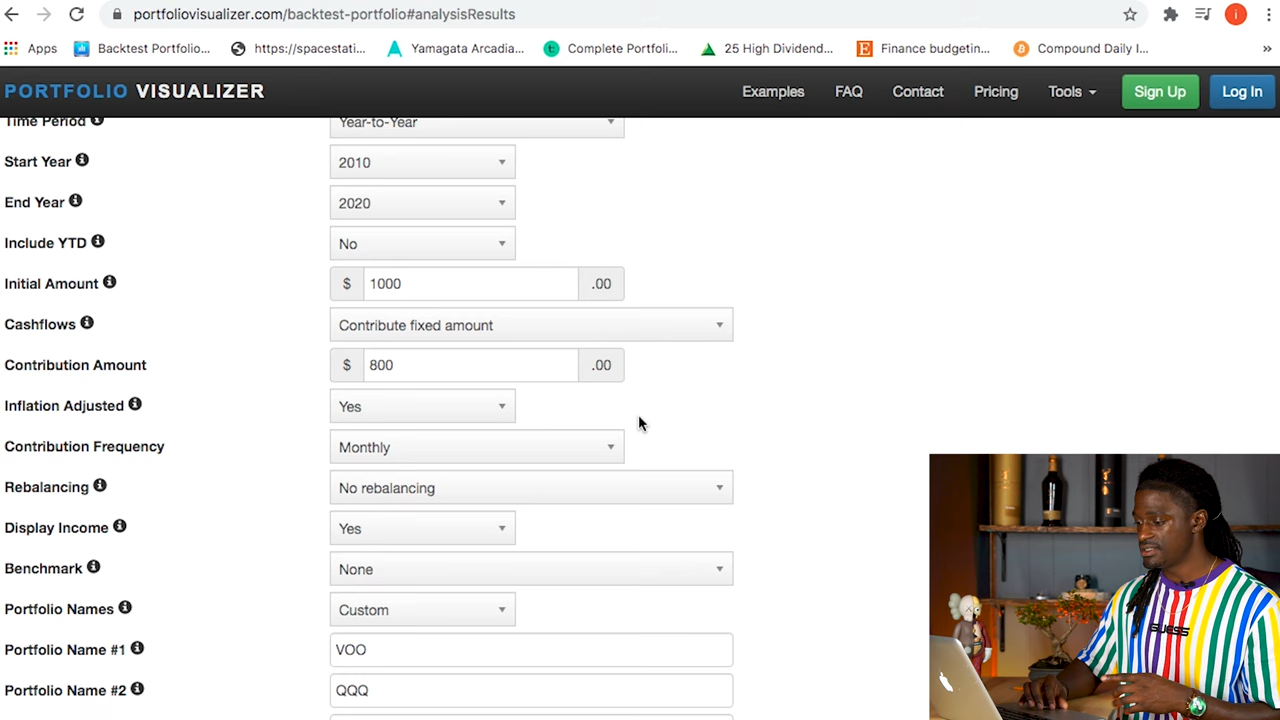 portfoliovisualizer.com/backtest-portfolio#analysisResults
i
Apps Backtest Portfolio... https://spacestati... Yamagata Arcadia... Complete Portfoli... 25 High Dividend... Finance budgetin... Compound Daily I... »
PORTFOLIO VISUALIZER Examples FAQ Contact Pricing Tools Sign Up Log In
Time Period Year-to-Year
Start Year 2010
End Year 2020
Include YTD No
Initial Amount $ 1000 .00
Cashflows Contribute fixed amount
Contribution Amount $ 800 .00
Inflation Adjusted Yes
Contribution Frequency Monthly
Rebalancing No rebalancing
Display Income Yes
Benchmark None
Portfolio Names Custom
Portfolio Name #1 VOO
Portfolio Name #2 QQQ
GUESS